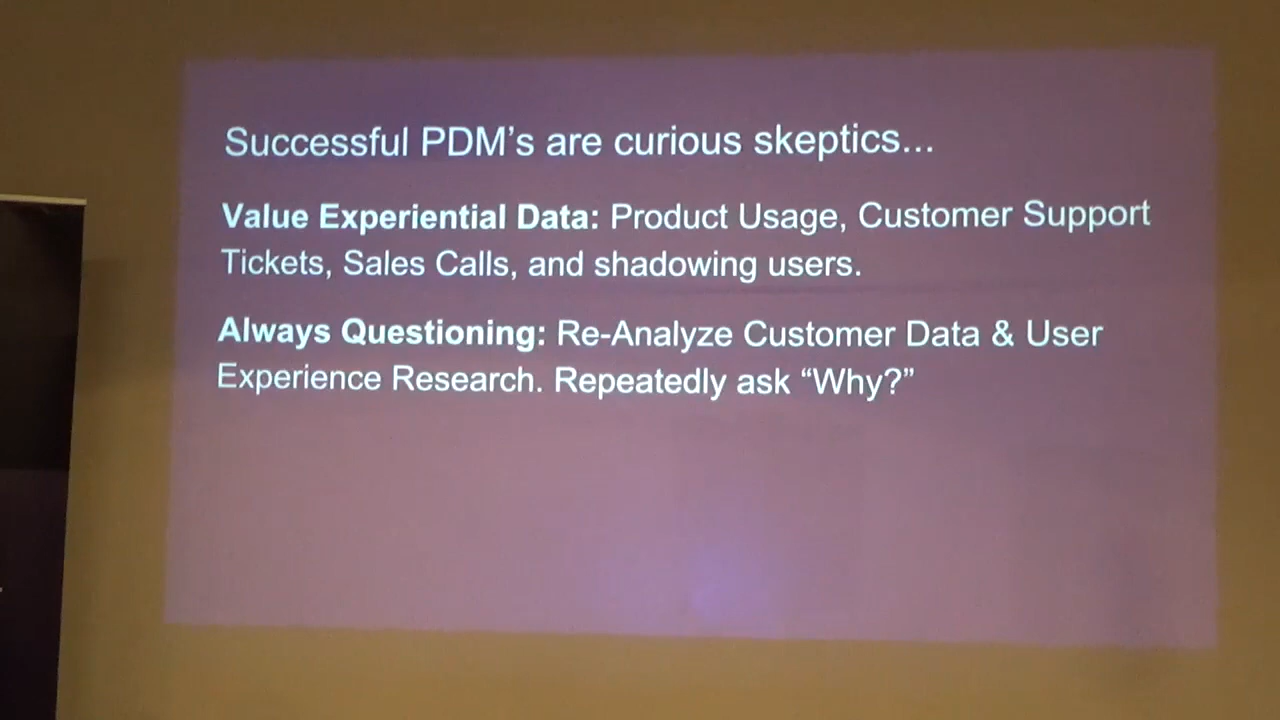 Successful PDM’s are curious skeptics...
Value Experiential Data: Product Usage, Customer Support
Tickets, Sales Calls, and shadowing users.
Always Questioning: Re-Analyze Customer Data & User
Experience Research. Repeatedly ask “Why?”